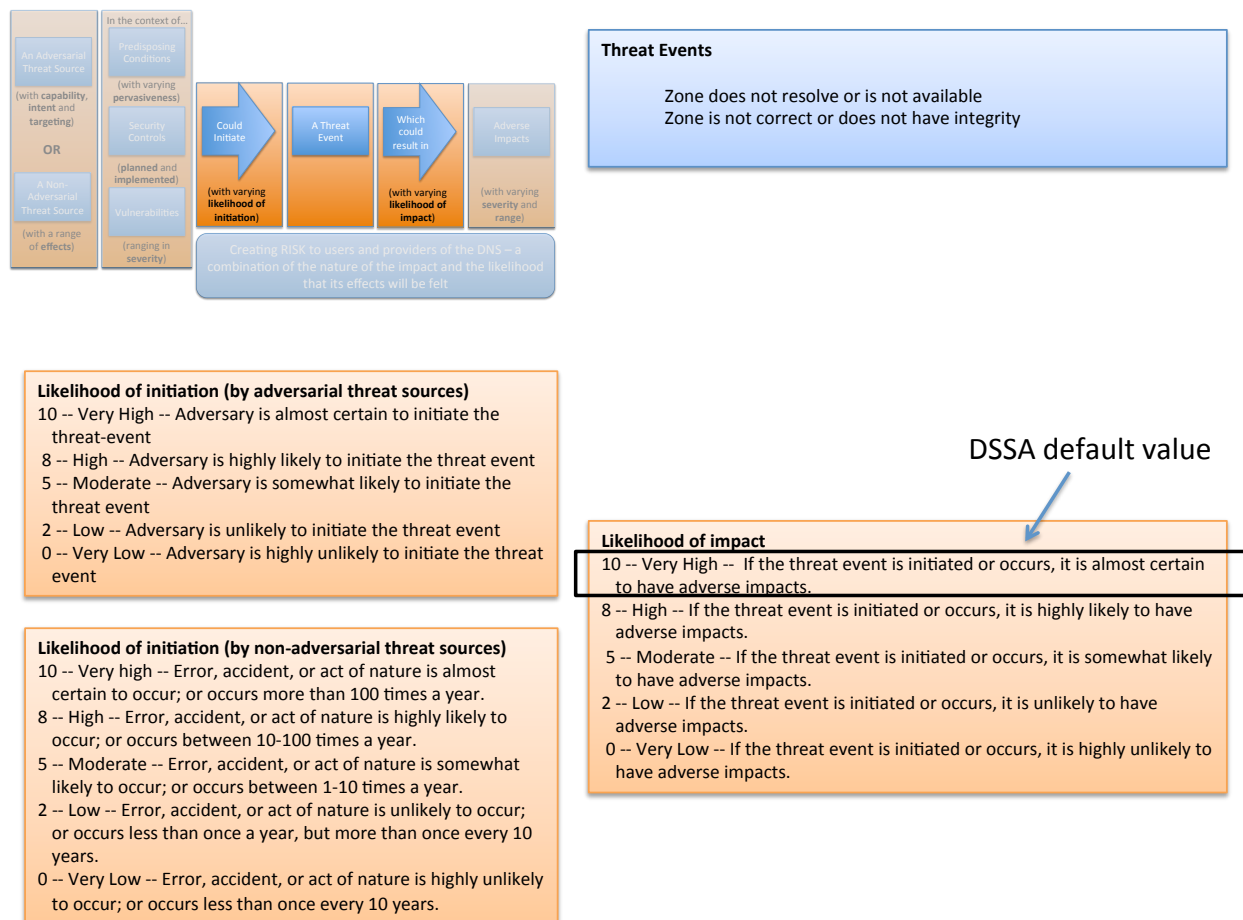 An Adversarial
Threat Source
(with capability,
intent and
targeting)
OR
A Non-
Adversarial
Threat Source
(with a range
of effects)
In the context of...
Predisposing
Conditions
(with varying
pervasiveness)
Security
Controls
(planned and
implemented)
Vulnerabilities
(ranging in
severity)
Could
Initiate
(with varying
likelihood of
initiation)
A Threat
Event
Which
could
result in
(with varying
likelihood of
impact)
Adverse
Impacts
(with varying
severity and
range)
Creating RISK to users and providers of the DNS – a
combination of the nature of the impact and the likelihood
that its effects will be felt
Threat Events
Zone does not resolve or is not available
Zone is not correct or does not have integrity
Likelihood of initiation (by adversarial threat sources)
10 -- Very High -- Adversary is almost certain to initiate the
threat-event
8 -- High -- Adversary is highly likely to initiate the threat event
5 -- Moderate -- Adversary is somewhat likely to initiate the
threat event
2 -- Low -- Adversary is unlikely to initiate the threat event
0 -- Very Low -- Adversary is highly unlikely to initiate the threat
event
Likelihood of initiation (by non-adversarial threat sources)
10 -- Very high -- Error, accident, or act of nature is almost
certain to occur; or occurs more than 100 times a year.
8 -- High -- Error, accident, or act of nature is highly likely to
occur; or occurs between 10-100 times a year.
5 -- Moderate -- Error, accident, or act of nature is somewhat
likely to occur; or occurs between 1-10 times a year.
2 -- Low -- Error, accident, or act of nature is unlikely to occur;
or occurs less than once a year, but more than once every 10
years.
0 -- Very Low -- Error, accident, or act of nature is highly unlikely
to occur; or occurs less than once every 10 years.
DSSA default value
Likelihood of impact
10 -- Very High -- If the threat event is initiated or occurs, it is almost certain
to have adverse impacts.
8 -- High -- If the threat event is initiated or occurs, it is highly likely to have
adverse impacts.
5 -- Moderate -- If the threat event is initiated or occurs, it is somewhat likely
to have adverse impacts.
2 -- Low -- If the threat event is initiated or occurs, it is unlikely to have
adverse impacts.
0 -- Very Low -- If the threat event is initiated or occurs, it is highly unlikely to
have adverse impacts.